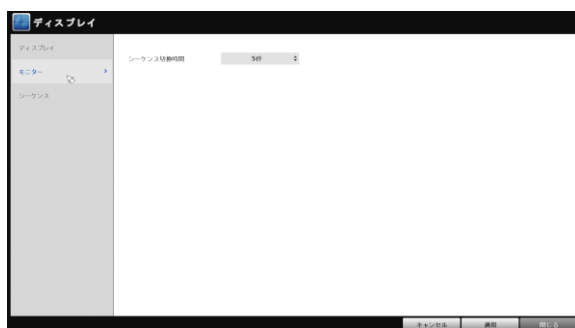 ディスプレイ
ディスプレイ
モニター
シーケンス
シーケンス切換時間
5秒
キャンセル
適用
閉じる